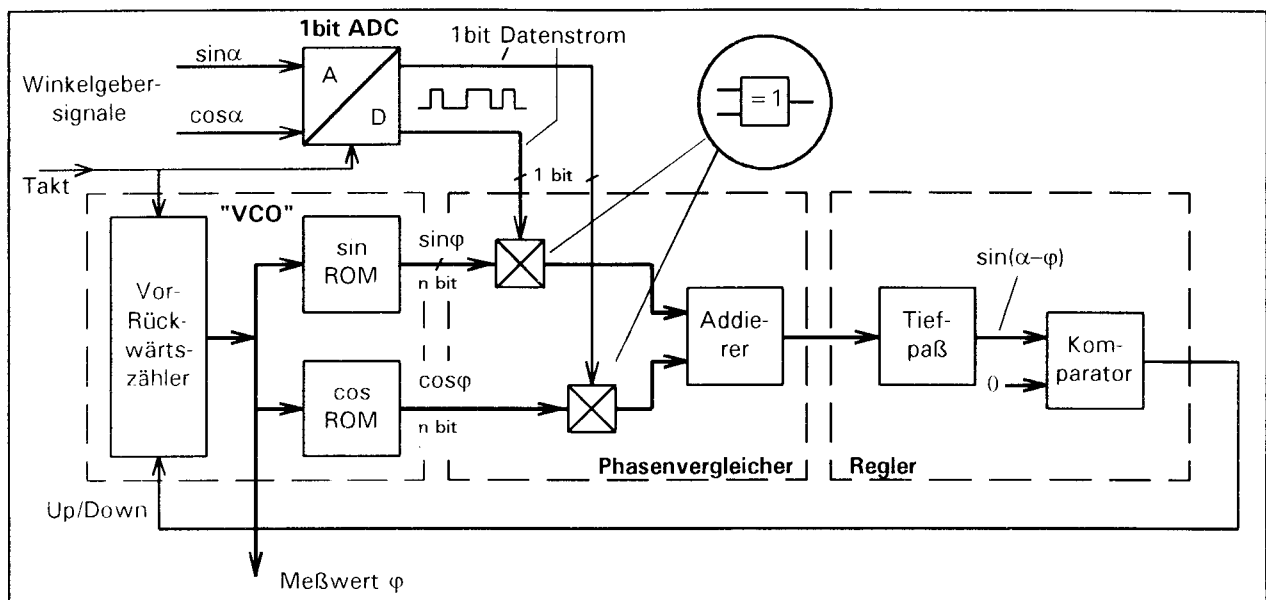 1bit ADC
1bit Datenstrom
sinα
Winkelgeber-
signale
cosα
A
D
= 1
Takt
1 bit
"VCO"
Vor-
Rück-
wärts-
zähler
sin
ROM
sinφ
n bit
cos
ROM
cosφ
n bit
Addie-
rer
sin(α–φ)
Tief-
paß
0
Kom-
parator
Phasenvergleicher
Regler
Up/Down
Meßwert φ